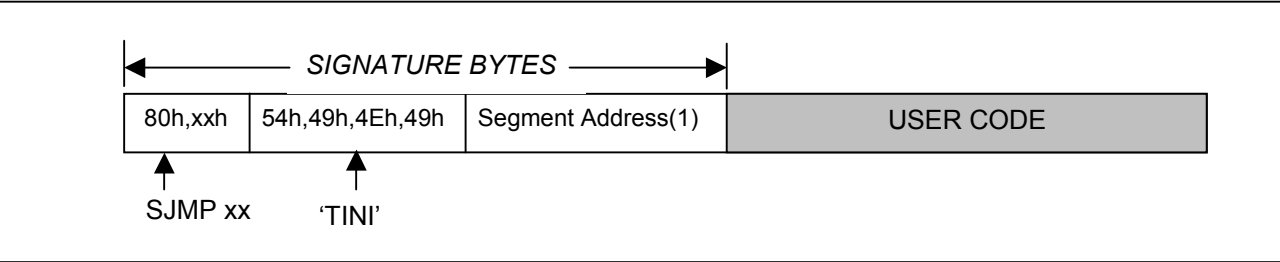 SIGNATURE BYTES
80h,xxh 54h,49h,4Eh,49h Segment Address(1) USER CODE
SJMP xx ‘TINI’